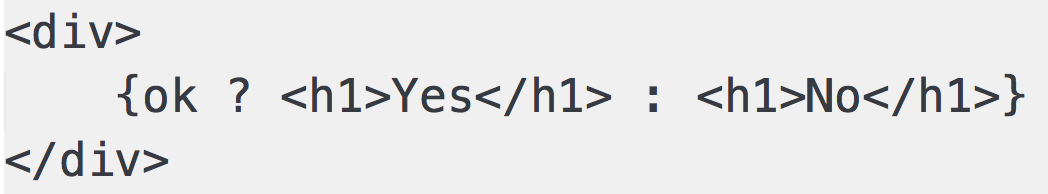 <div>
    {ok ? <h1>Yes</h1> : <h1>No</h1>}
</div>